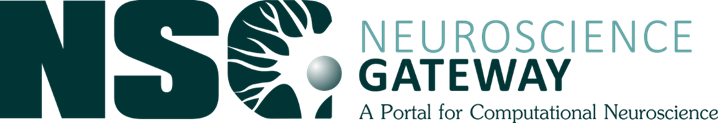 NSG
NEUROSCIENCE
GATEWAY
A Portal for Computational Neuroscience